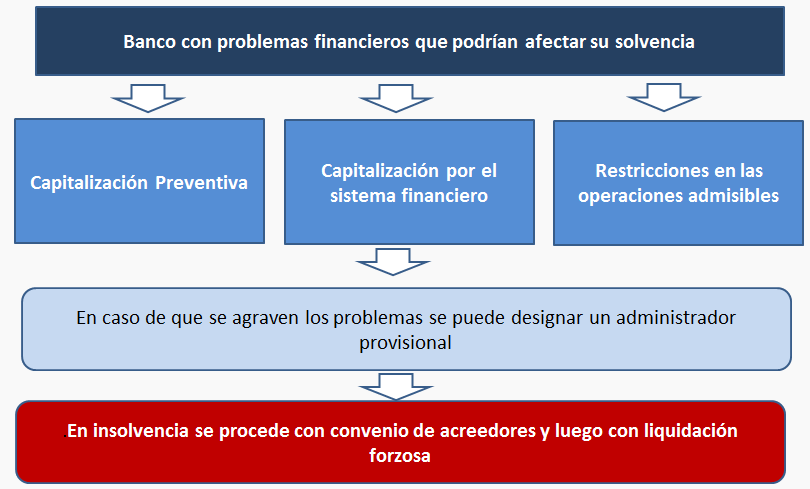 Banco con problemas financieros que podrían afectar su solvencia
Capitalización Preventiva
Capitalización por el
sistema financiero
Restricciones en las
operaciones admisibles
En caso de que se agraven los problemas se puede designar un administrador
provisional
En insolvencia se procede con convenio de acreedores y luego con liquidación
forzosa